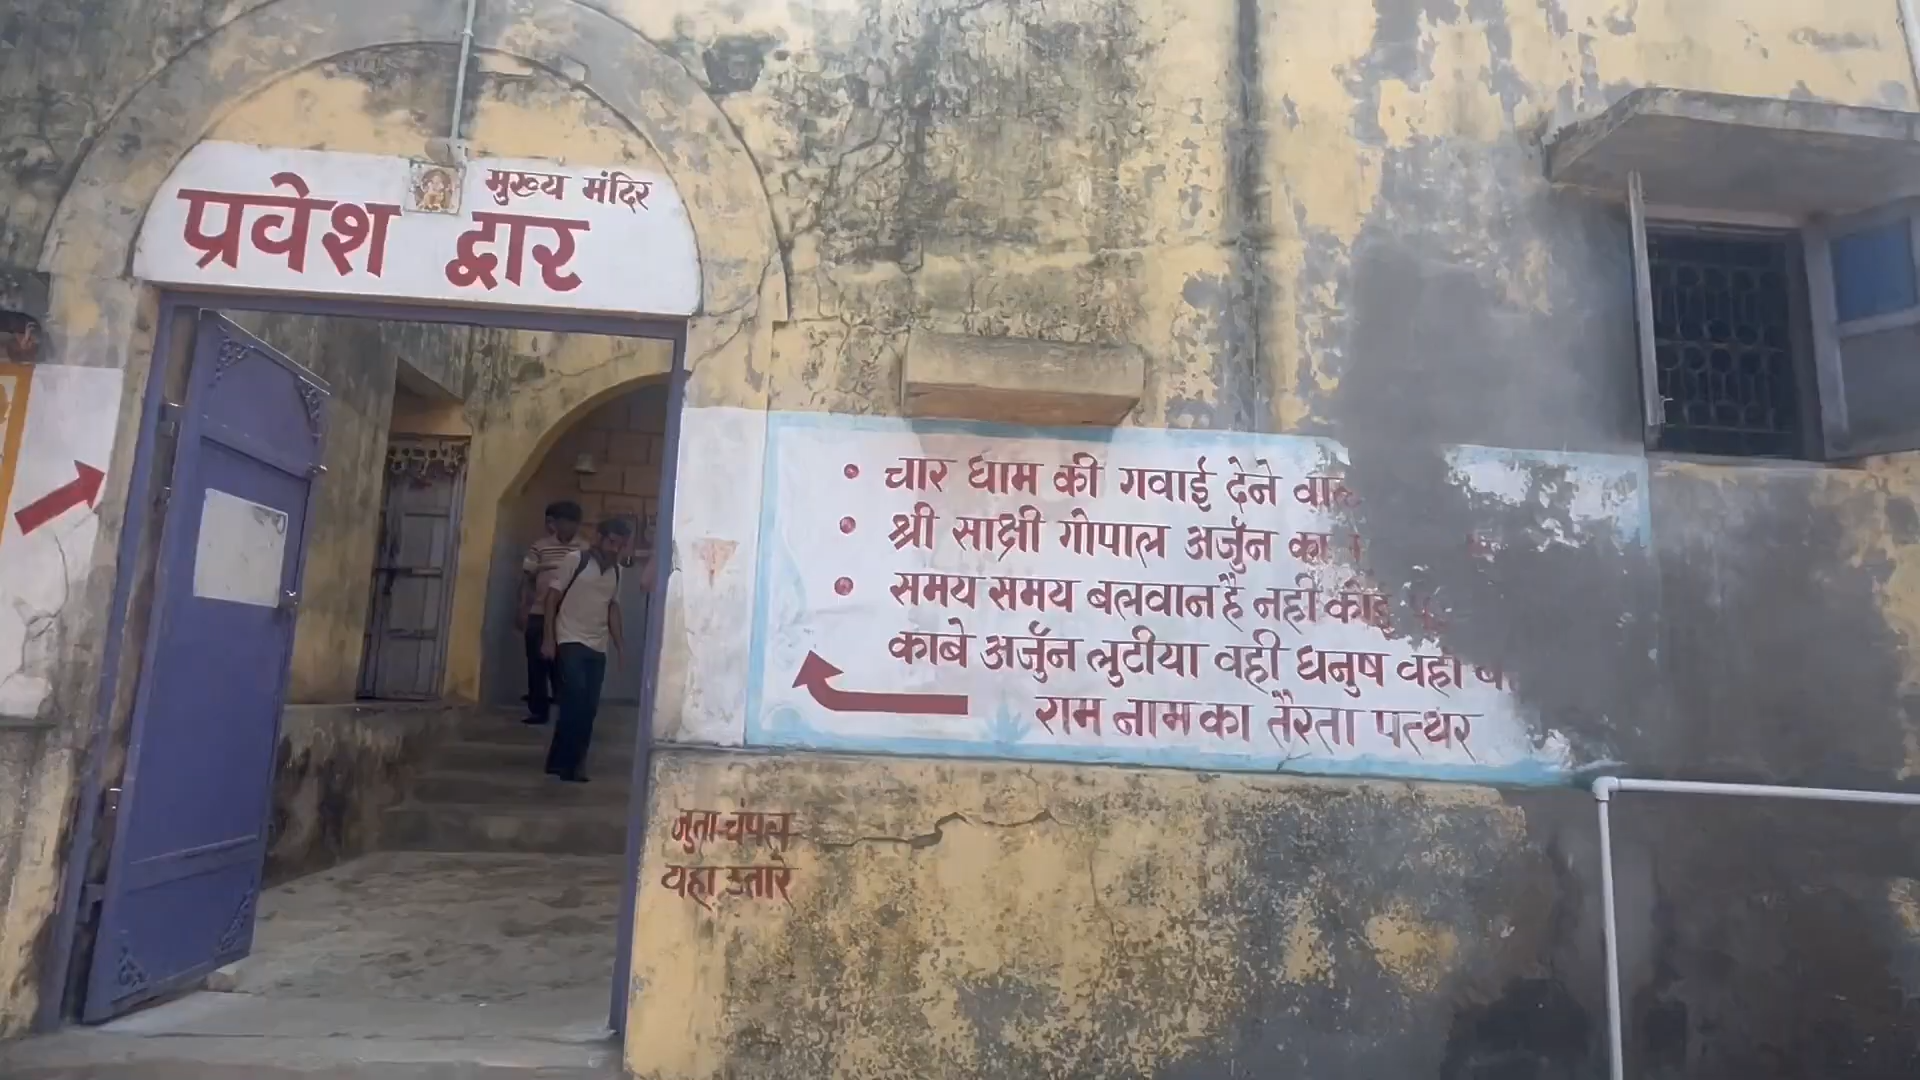 मुख्य मंदिर
प्रवेश द्वार
• चार धाम की गवाई देने
• श्री साक्षी गोपाल अर्जुन का
• समय समय बलवान है नहीं कोई
काबे अर्जुन लुटीया वही धनुष वही
राम नाम का तैरता पत्थर
जुता-चंपल
यहा उतारे